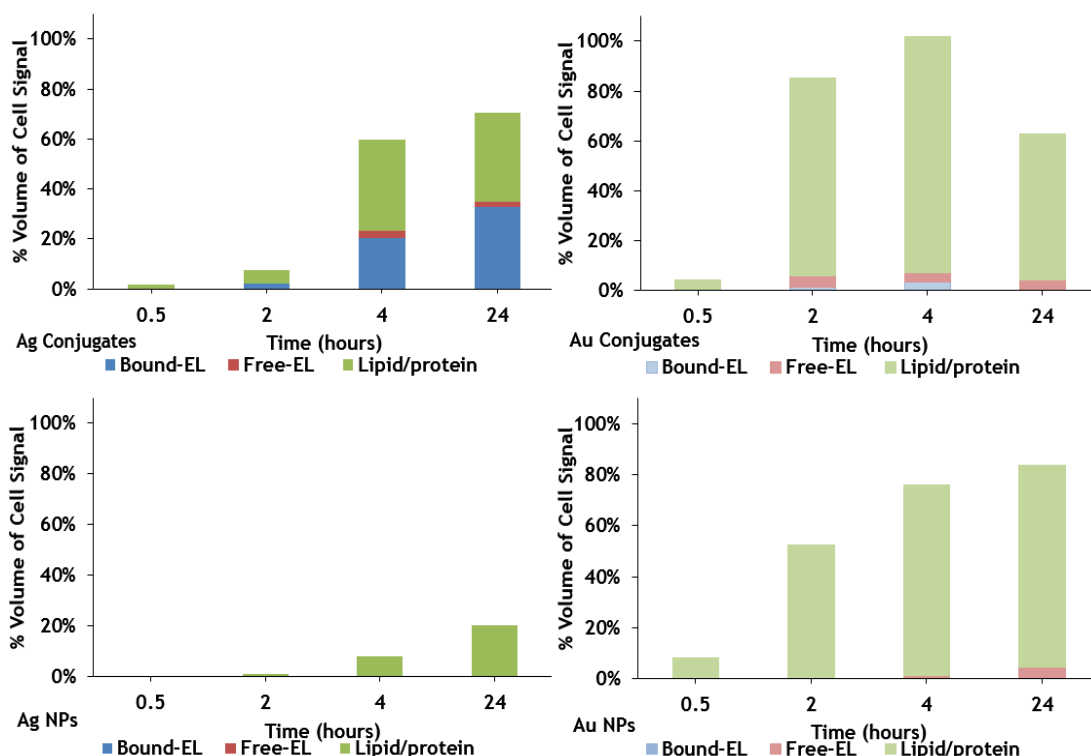 % Volume of Cell Signal
100%
80%
60%
40%
20%
0%
0.5 2 4 24
Ag Conjugates
Time (hours)
Bound-EL Free-EL Lipid/protein
% Volume of Cell Signal
100%
80%
60%
40%
20%
0%
0.5 2 4 24
Au Conjugates
Time (hours)
Bound-EL Free-EL Lipid/protein
% Volume of Cell Signal
100%
80%
60%
40%
20%
0%
0.5 2 4 24
Ag NPs
Time (hours)
Bound-EL Free-EL Lipid/protein
% Volume of Cell Signal
100%
80%
60%
40%
20%
0%
0.5 2 4 24
Au NPs
Time (hours)
Bound-EL Free-EL Lipid/protein